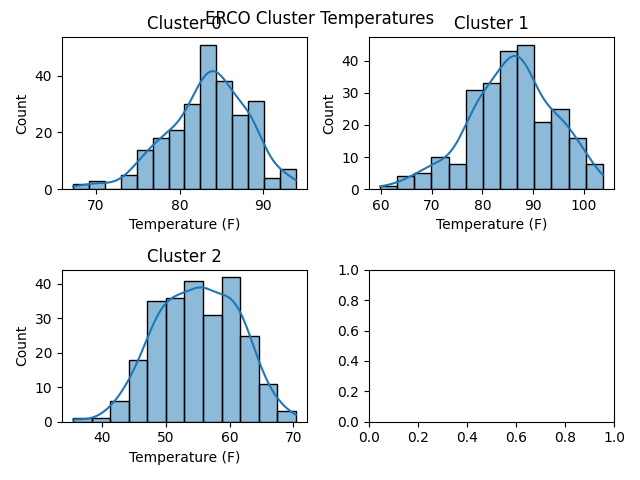 ERCO Cluster Temperatures
Cluster 0
Count
40
20
0
70 80 90
Temperature (F)
Cluster 1
Count
40
30
20
10
0
60 70 80 90 100
Temperature (F)
Cluster 2
Count
40
30
20
10
0
40 50 60 70
Temperature (F)
1.0
0.8
0.6
0.4
0.2
0.0
0.0 0.2 0.4 0.6 0.8 1.0